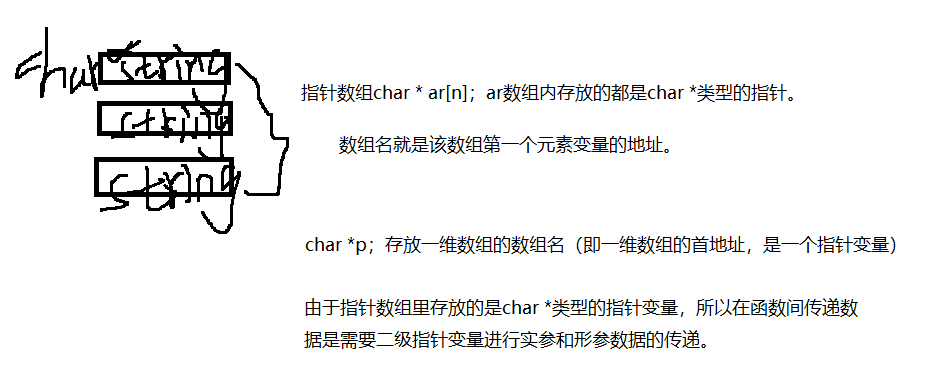 char string
string
string
指针数组char * ar[n]；ar数组内存放的都是char *类型的指针。
数组名就是该数组第一个元素变量的地址。
char *p；存放一维数组的数组名（即一维数组的首地址，是一个指针变量）
由于指针数组里存放的是char *类型的指针变量，所以在函数间传递数
据是需要二级指针变量进行实参和形参数据的传递。